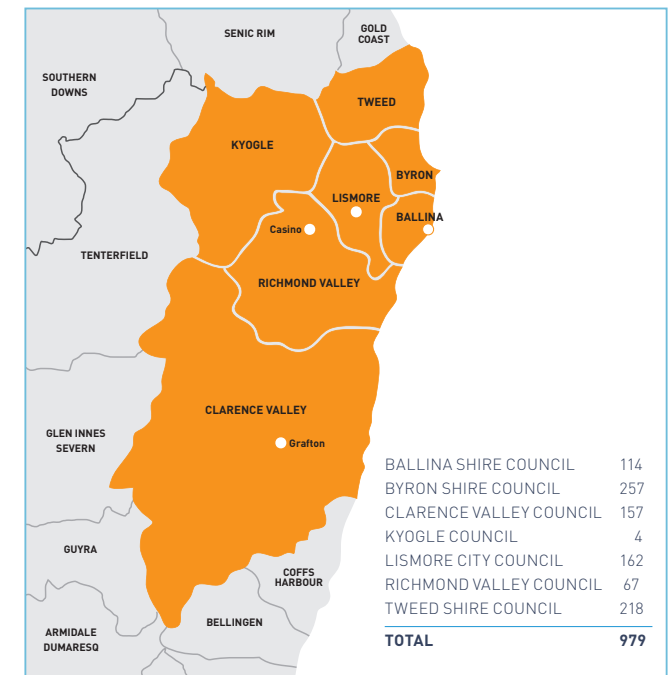 SENIC RIM
GOLD
COAST
SOUTHERN
DOWNS
TWEED
KYOGLE
BYRON
LISMORE
BALLINA
Casino
TENTERFIELD
RICHMOND VALLEY
CLARENCE VALLEY
GLEN INNES
SEVERN
Grafton
BALLINA SHIRE COUNCIL 114
BYRON SHIRE COUNCIL 257
CLARENCE VALLEY COUNCIL 157
KYOGLE COUNCIL 4
LISMORE CITY COUNCIL 162
RICHMOND VALLEY COUNCIL 67
TWEED SHIRE COUNCIL 218
TOTAL 979
GUYRA
COFFS
HARBOUR
BELLINGEN
ARMIDALE
DUMARESQ